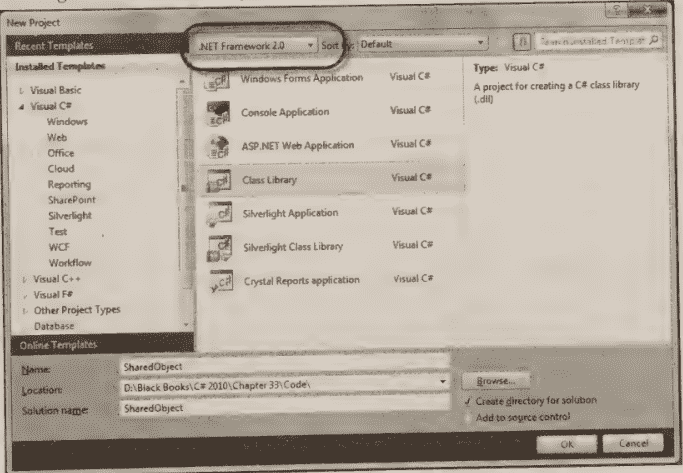 New Project
Recent Templates
.NET Framework 2.0
Sort By: Default
Installed Templates
Visual Basic
Visual C#
Windows
Web
Office
Cloud
Reporting
SharePoint
Silverlight
Test
WCF
Workflow
Visual C++
Visual F#
Other Project Types
Database
Online Templates
Windows Forms Application Visual C#
Console Application Visual C#
ASP.NET Web Application Visual C#
Class Library Visual C#
Silverlight Application Visual C#
Silverlight Class Library Visual C#
Crystal Reports application Visual C#
Type: Visual C#
A project for creating a C# class library
(.dll)
Name: SharedObject
Location: D:\Black Books\C# 2010\Chapter 33\Code\
Browse...
Solution name: SharedObject
Create directory for solution
Add to source control
OK Cancel